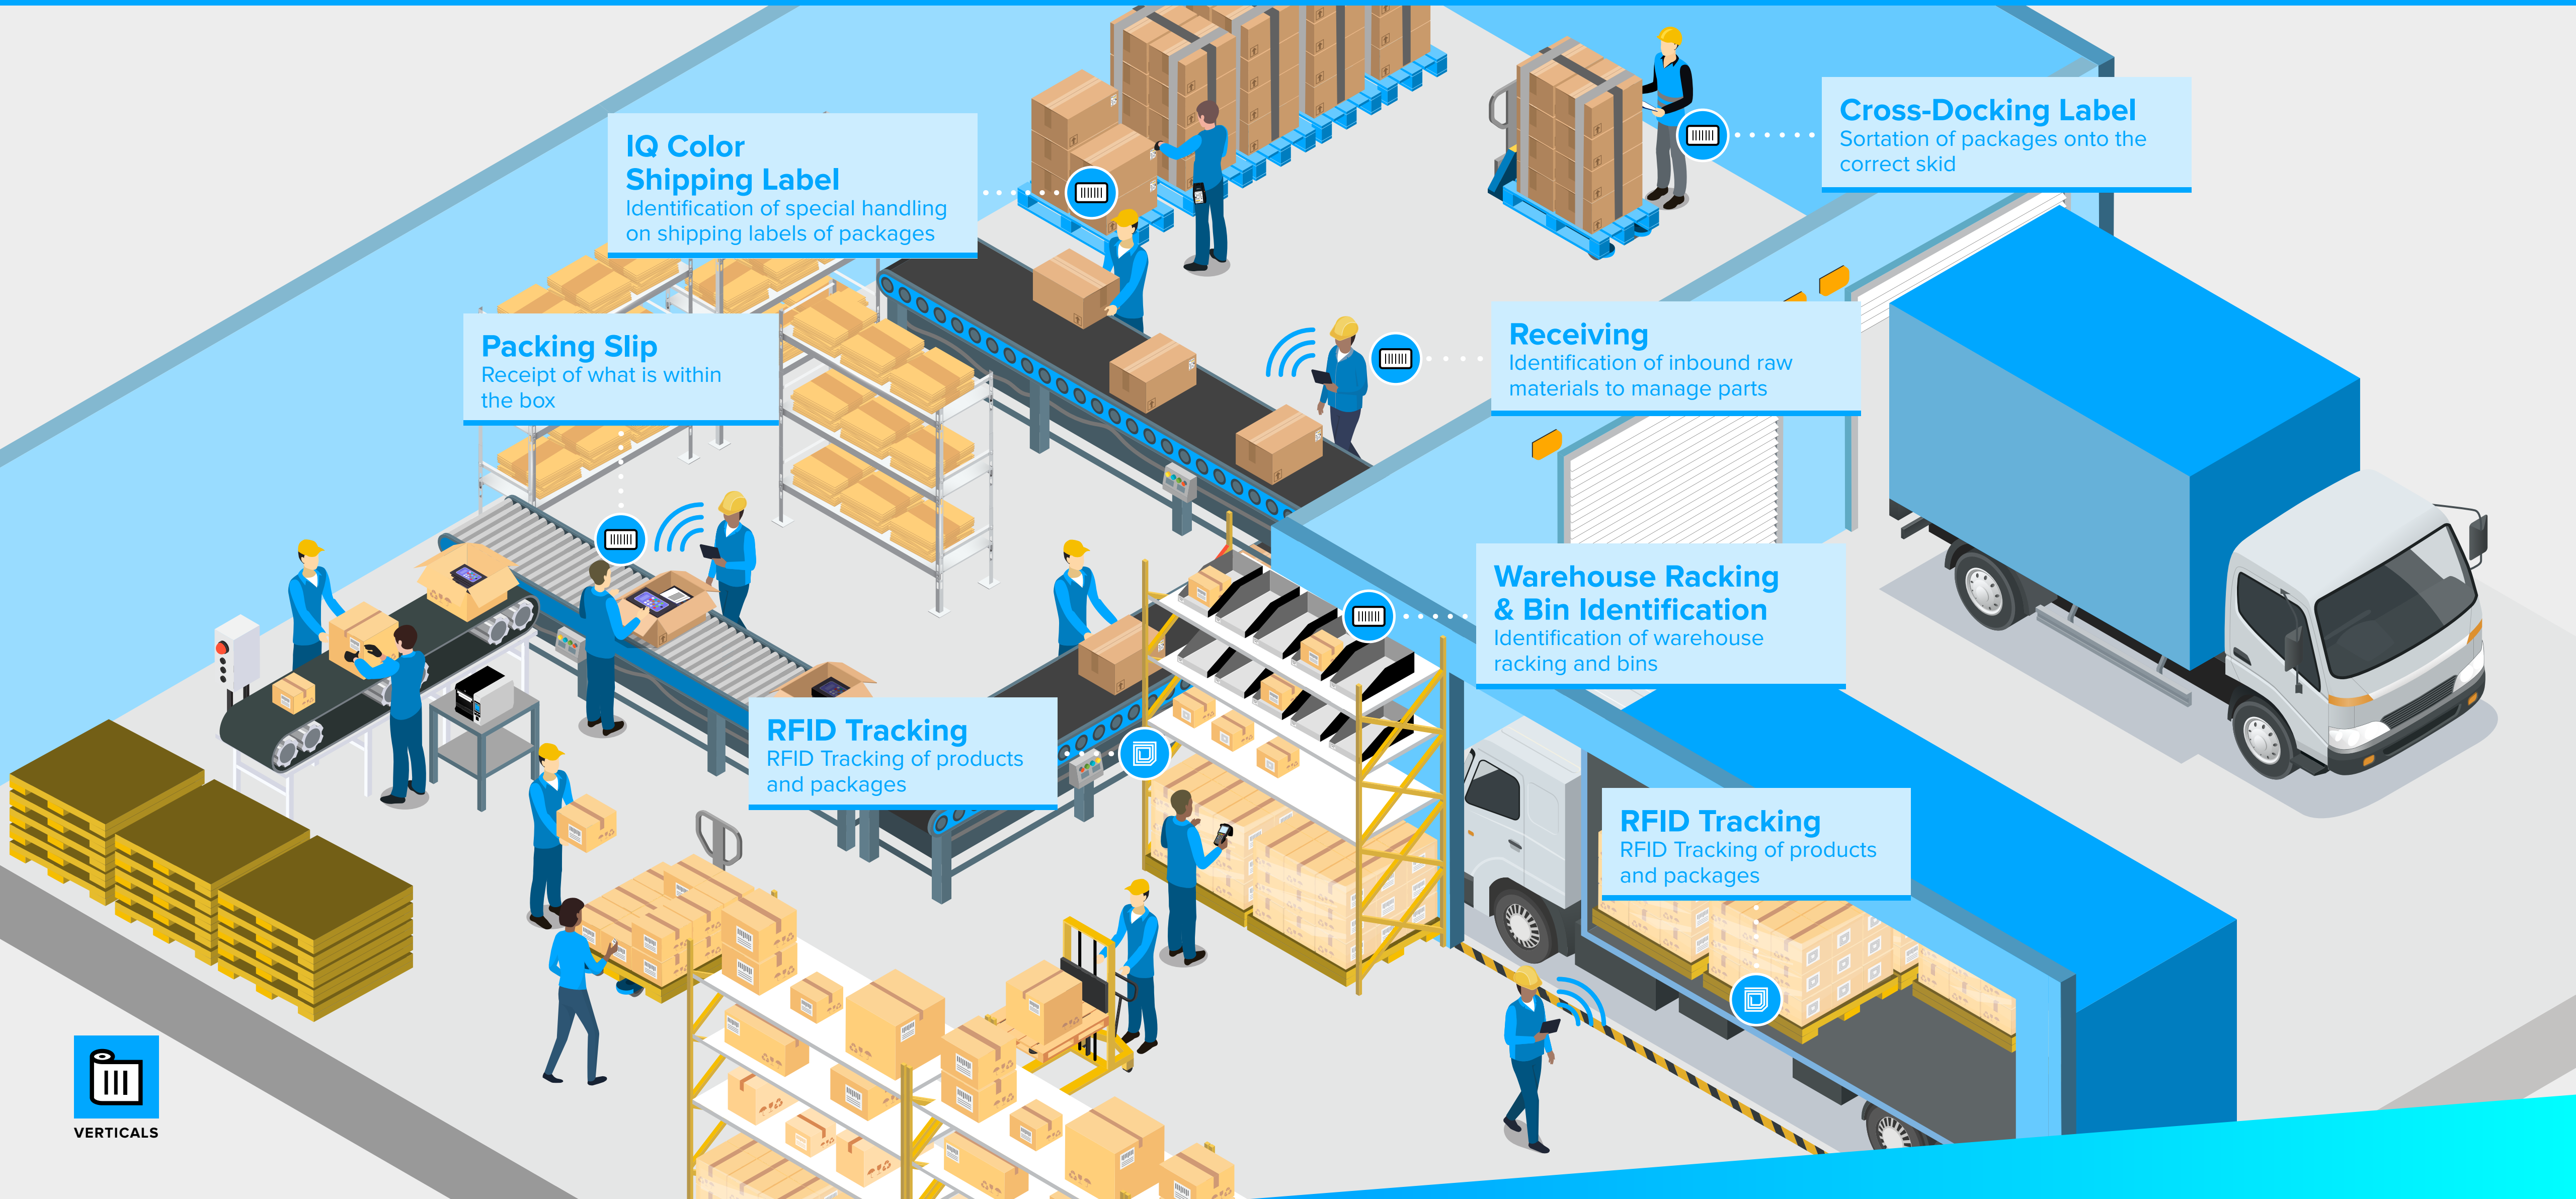 Cross-Docking Label
Sortation of packages onto the
correct skid
IQ Color
Shipping Label
Identification of special handling
on shipping labels of packages
Receiving
Identification of inbound raw
materials to manage parts
Packing Slip
Receipt of what is within
the box
Warehouse Racking
& Bin Identification
Identification of warehouse
racking and bins
RFID Tracking
RFID Tracking of products
and packages
RFID Tracking
RFID Tracking of products
and packages
VERTICALS